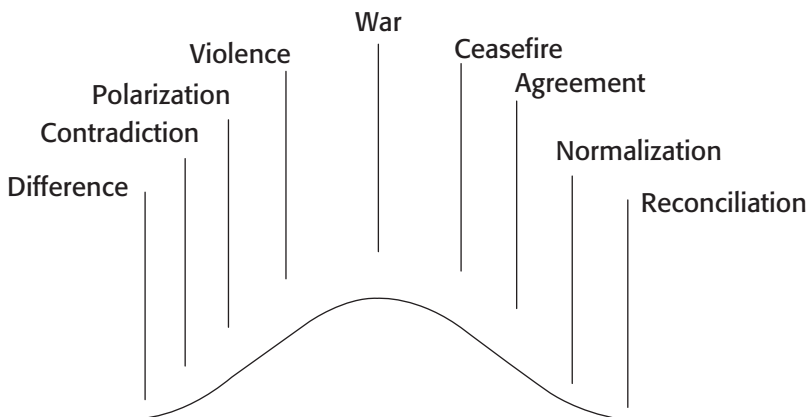 Difference
Contradiction
Polarization
Violence
War
Ceasefire
Agreement
Normalization
Reconciliation